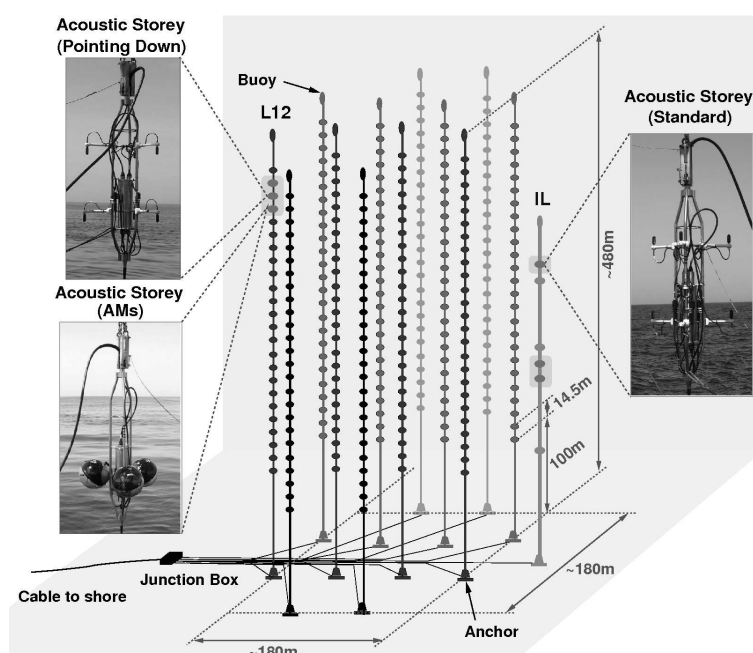 Acoustic Storey
(Pointing Down)
Buoy
L12
Acoustic Storey
(Standard)
IL
~480m
Acoustic Storey
(AMs)
14.5m
100m
Junction Box
~180m
Cable to shore
Anchor
~180m